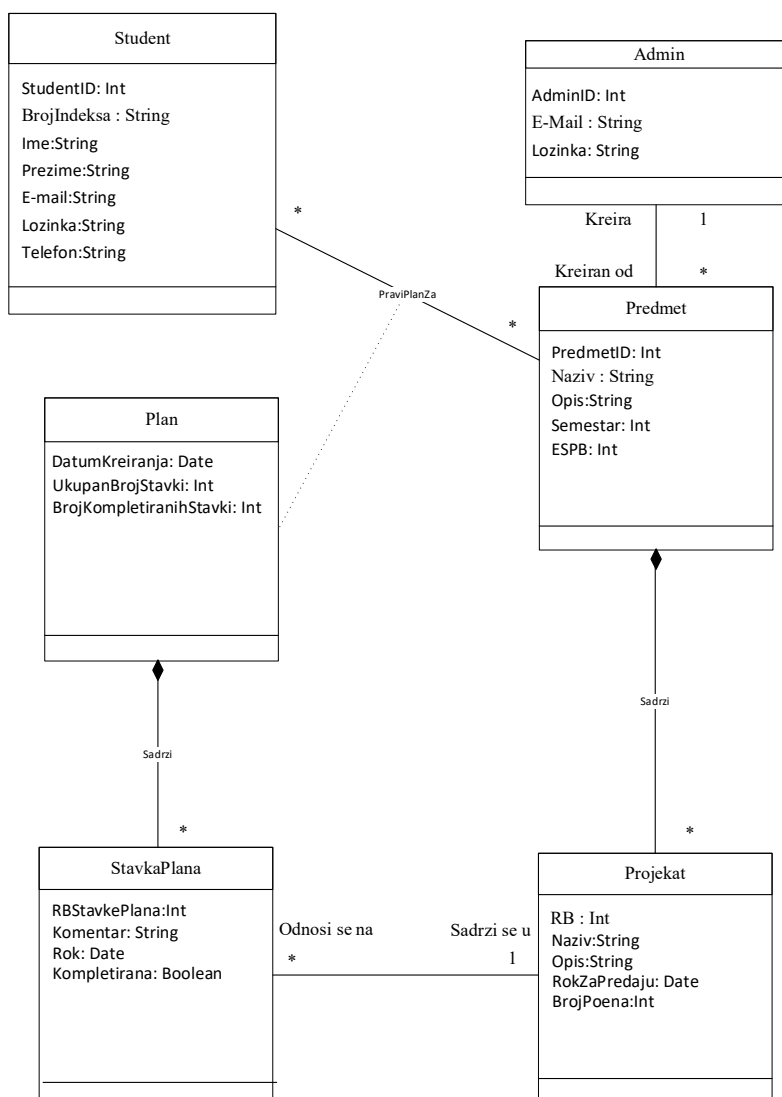 Student
StudentID: Int
BrojIndeksa : String
Ime:String
Prezime:String
E-mail:String
Lozinka:String
Telefon:String
Admin
AdminID: Int
E-Mail : String
Lozinka: String
*
Kreira
1
PraviPlanZa
Kreiran od
*
*
Predmet
PredmetID: Int
Naziv : String
Opis:String
Semestar: Int
ESPB: Int
Plan
DatumKreiranja: Date
UkupanBrojStavki: Int
BrojKompletiranihStavki: Int
Sadrzi
*
Sadrzi
*
StavkaPlana
RBStavkePlana:Int
Komentar: String
Rok: Date
Kompletirana: Boolean
Odnosi se na
*
Sadrzi se u
1
Projekat
RB : Int
Naziv:String
Opis:String
RokZaPredaju: Date
BrojPoena:Int